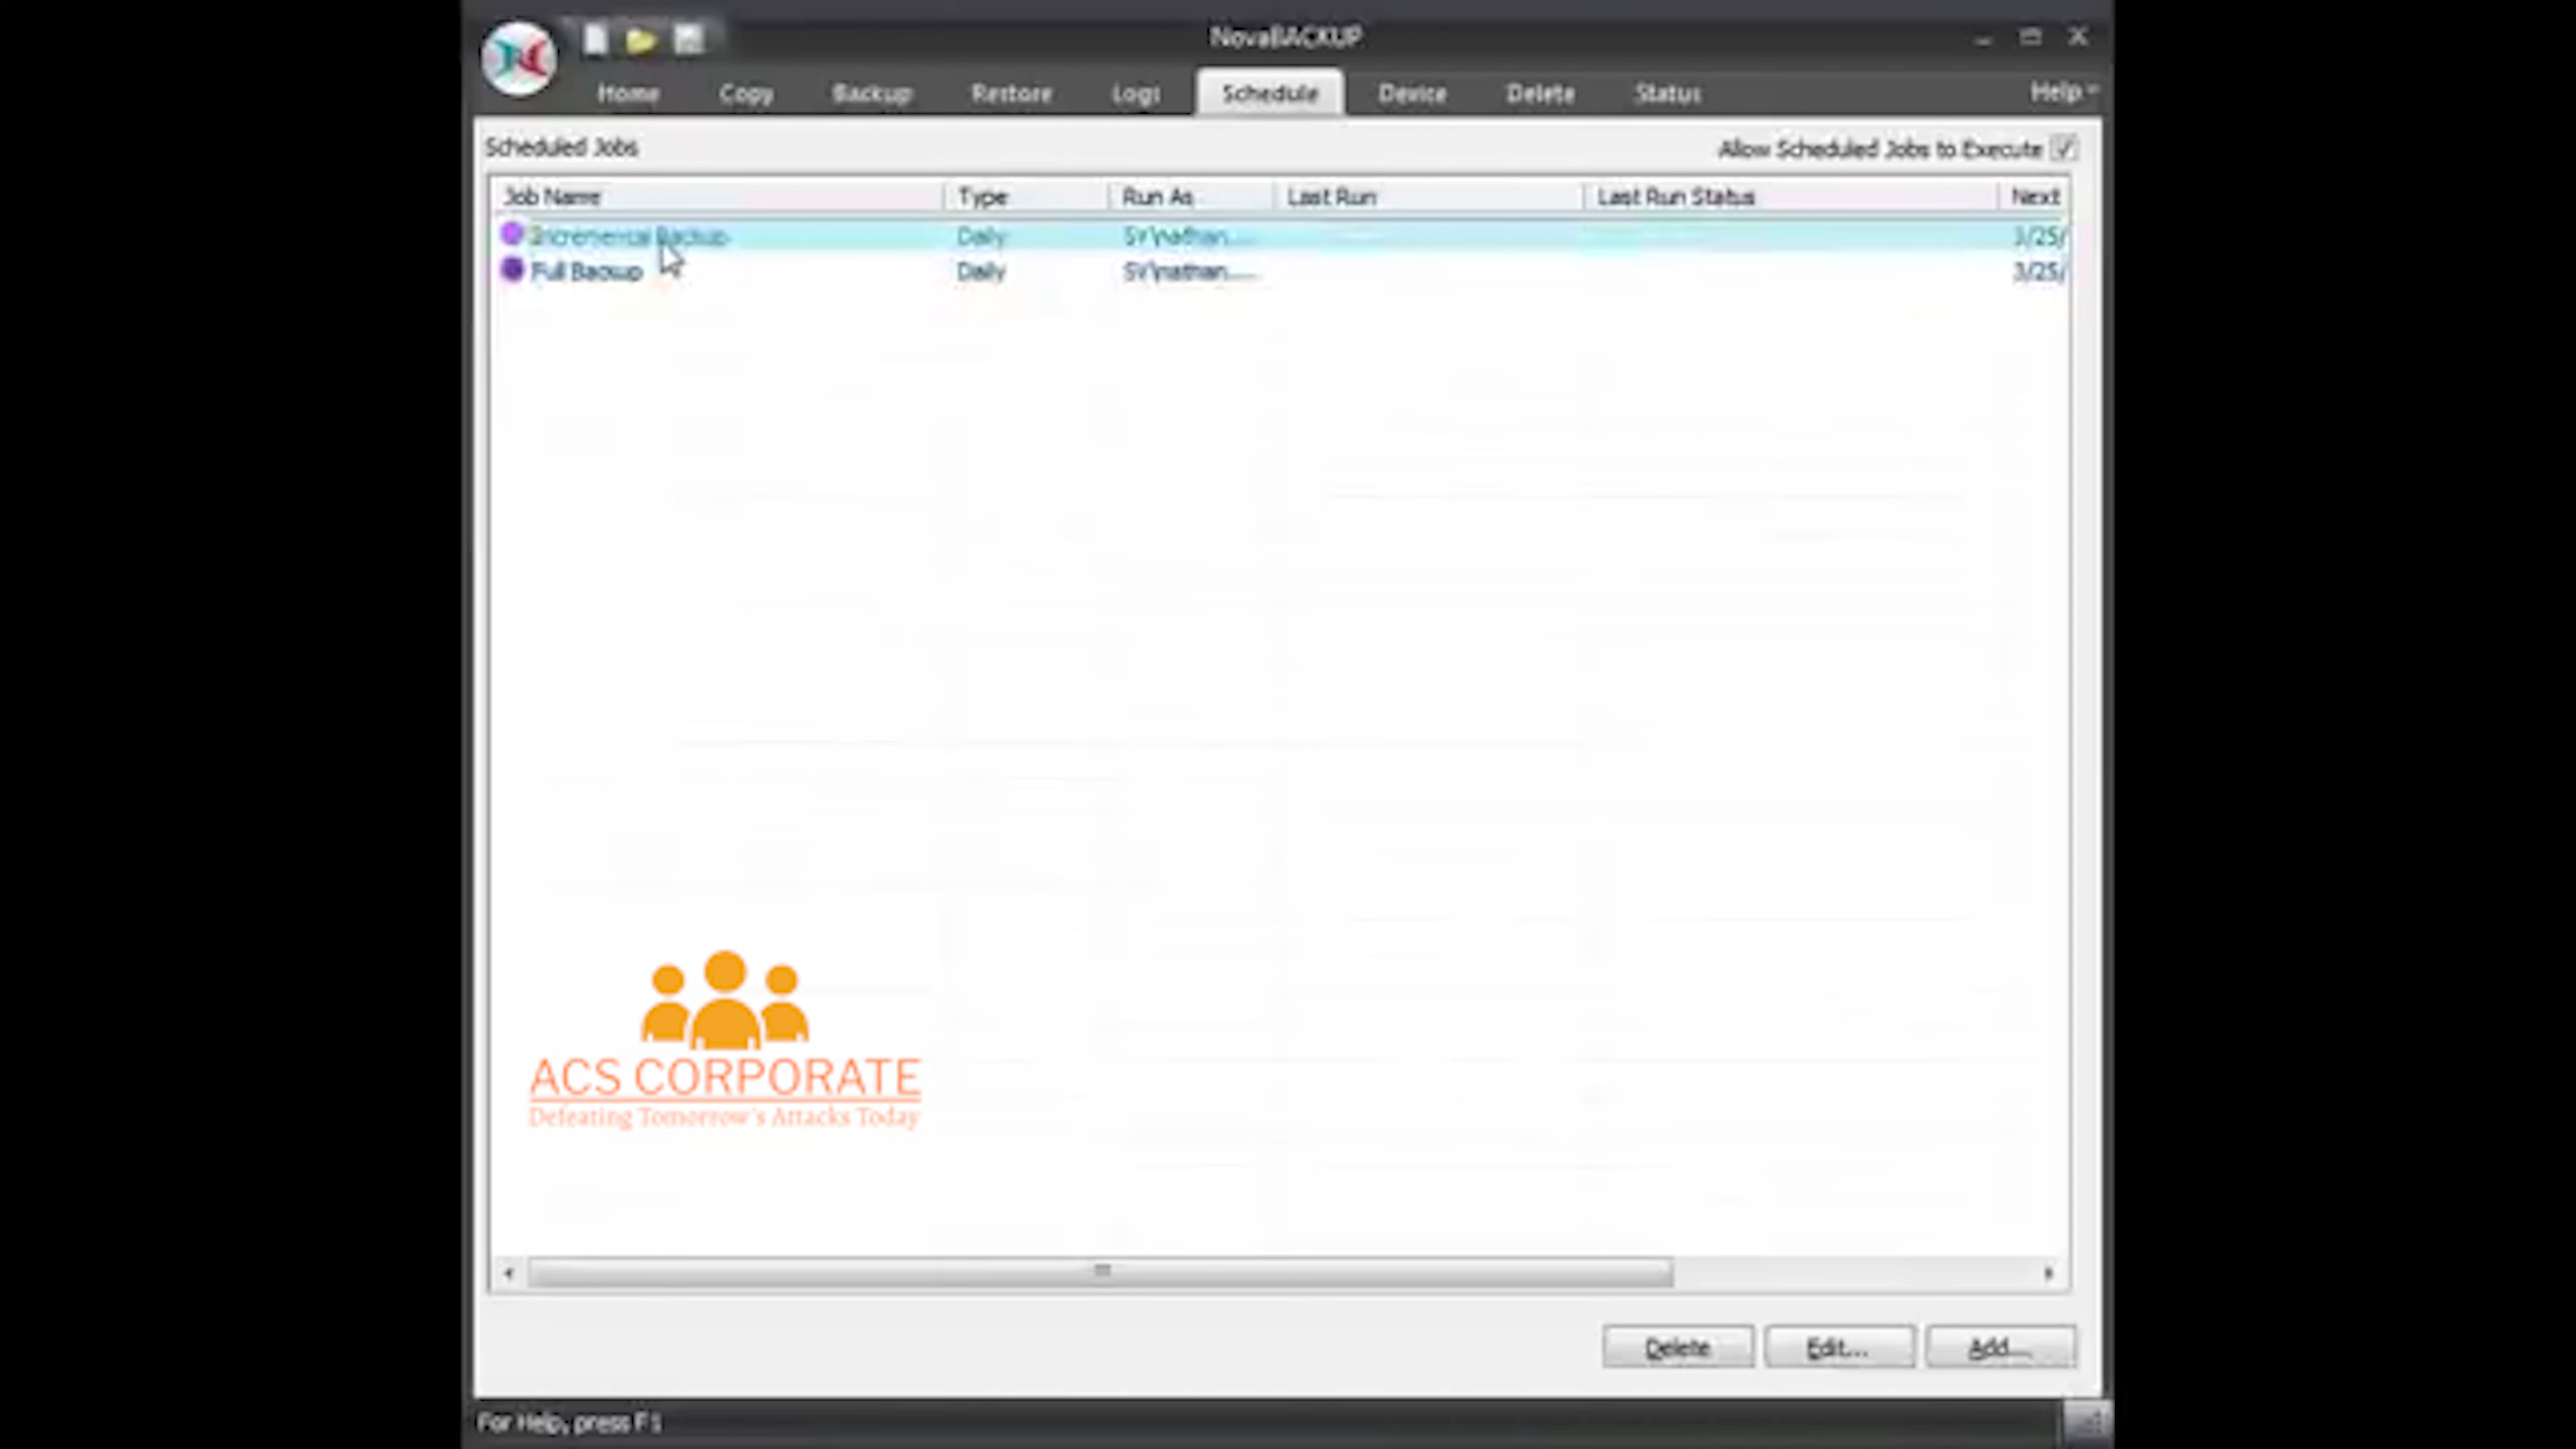 NovaBACKUP
Home Copy Backup Restore Logs Schedule Device Delete Status Help
Scheduled Jobs Allow Scheduled Jobs to Execute
Job Name Type Run As Last Run Last Run Status Next
Incremental Backup Daily SV\nathan.... 3/25/
Full Backup Daily SV\nathan.... 3/25/
ACS CORPORATE
Defeating Tomorrow's Attacks Today
Delete Edit... Add...
For Help, press F1